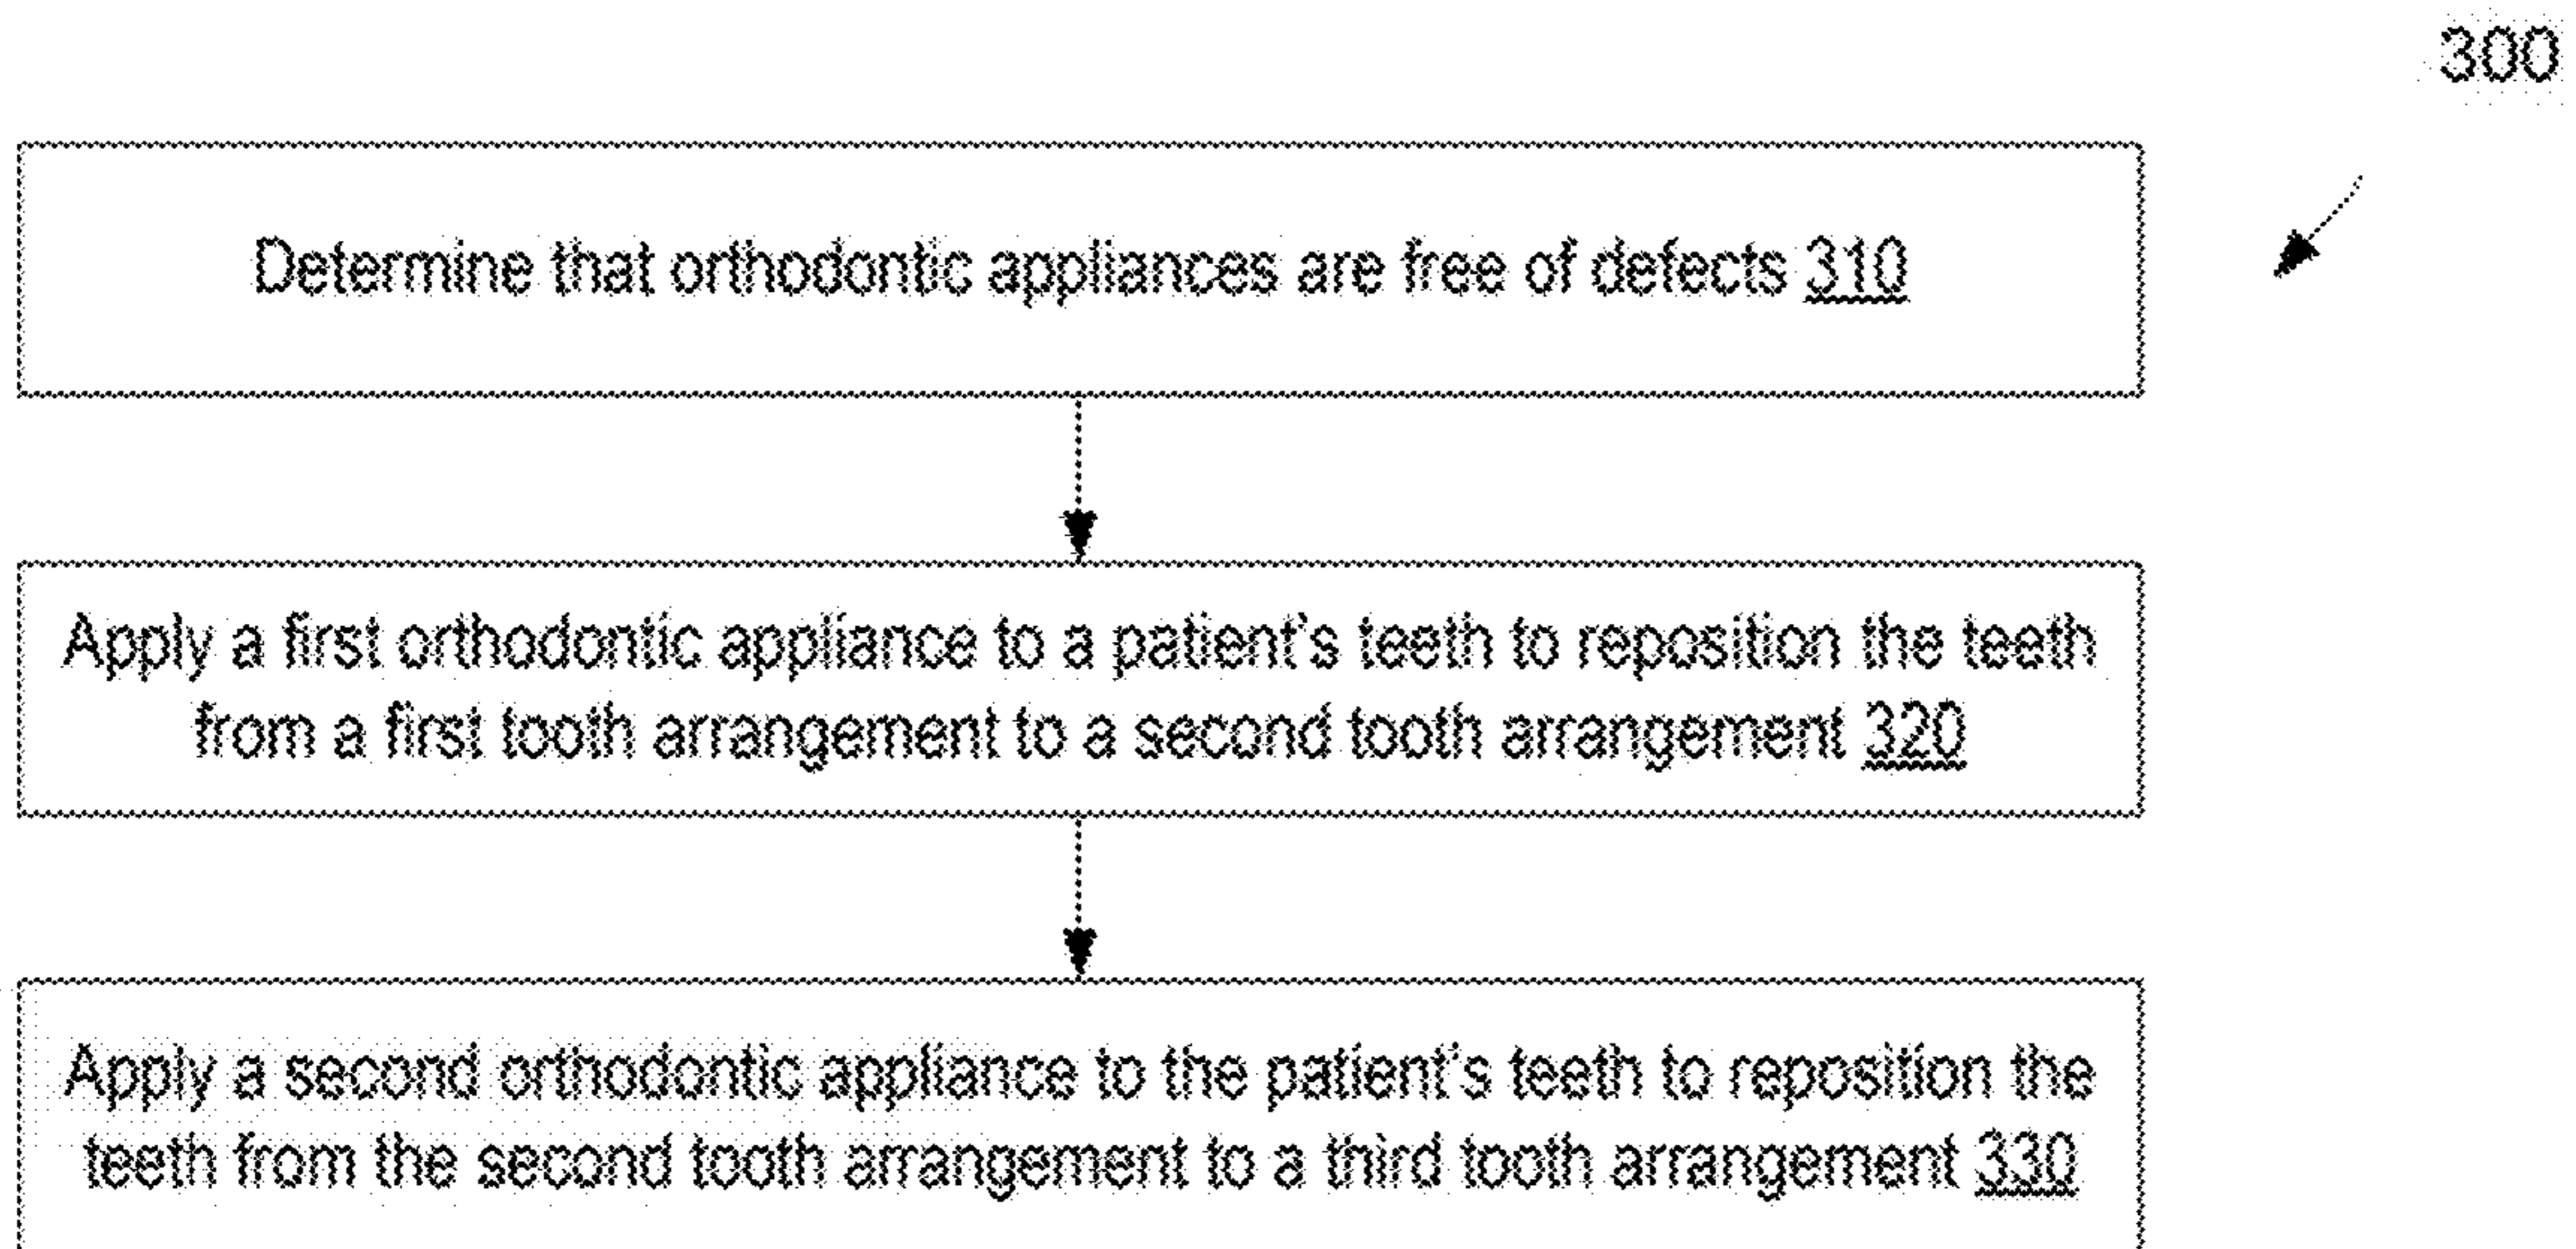 300
Determine that orthodontic appliances are free of defects 310
Apply a first orthodontic appliance to a patient's teeth to reposition the teeth
from a first tooth arrangement to a second tooth arrangement 320
Apply a second orthodontic appliance to the patient's teeth to reposition the
teeth from the second tooth arrangement to a third tooth arrangement 330